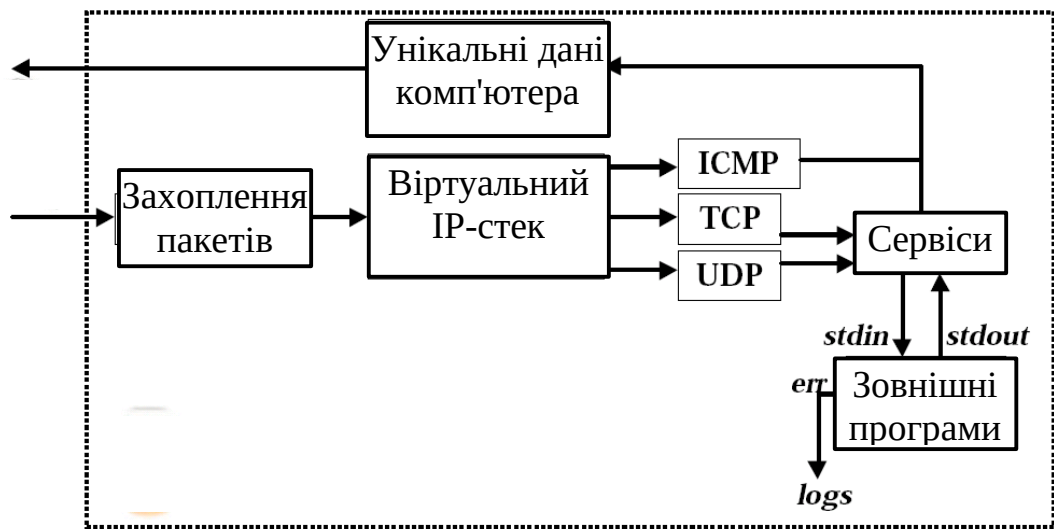 Унікальні дані
комп'ютера
Захоплення
пакетів
Віртуальний
IP-стек
ICMP
TCP
UDP
Сервіси
stdin
stdout
err
Зовнішні
програми
logs